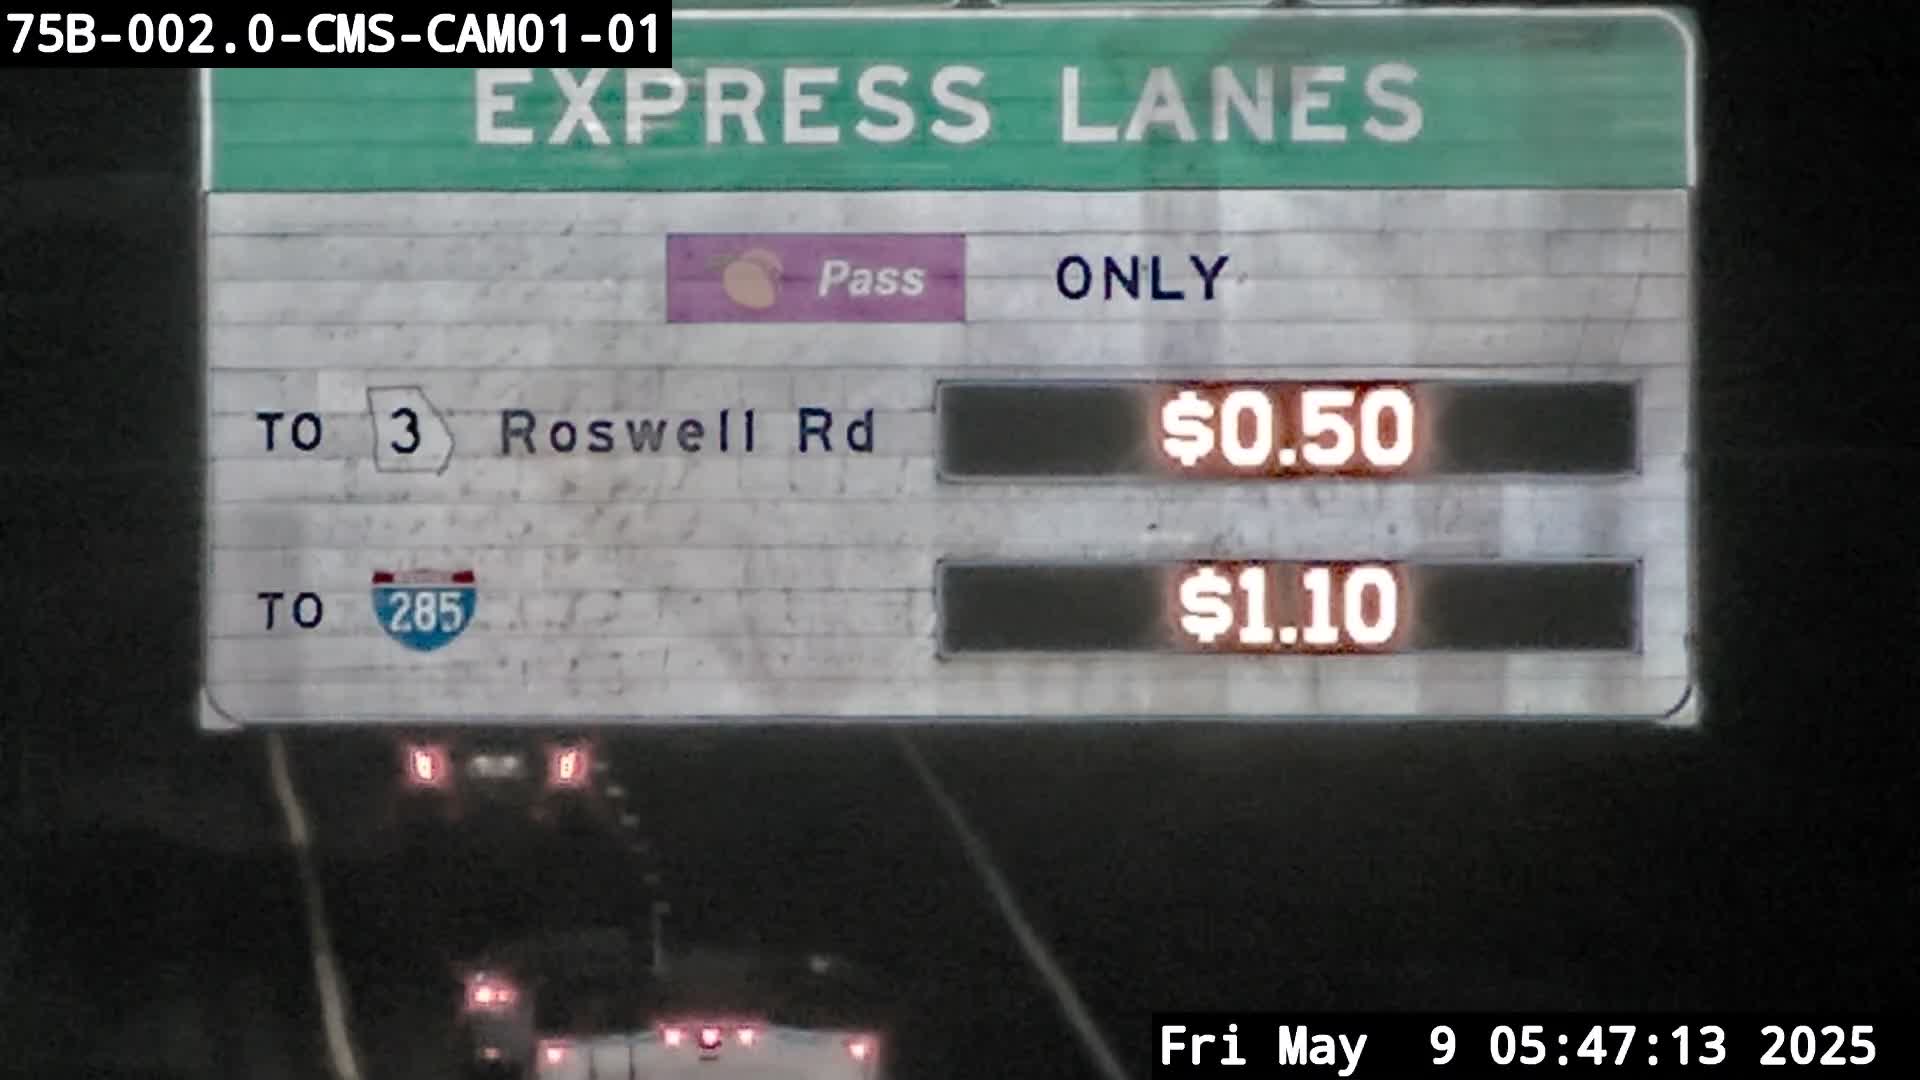 75B-002.0-CMS-CAM01-01
EXPRESS LANES
Pass ONLY
TO 3 Roswell Rd $0.50
TO 285 $1.10
Fri May 9 05:47:13 2025